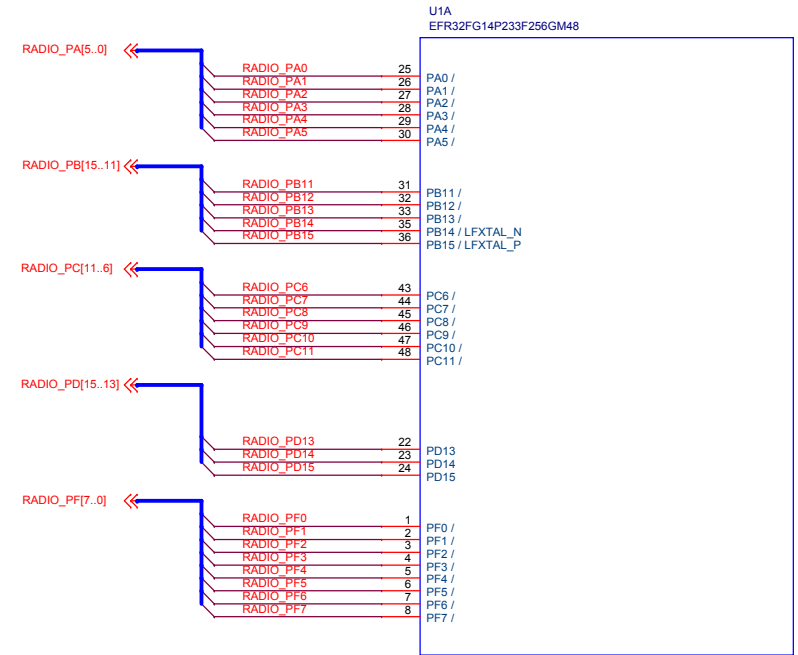 U1A
EFR32FG14P233F256GM48
RADIO_PA[5..0]
RADIO_PA0 25 PA0 /
RADIO_PA1 26 PA1 /
RADIO_PA2 27 PA2 /
RADIO_PA3 28 PA3 /
RADIO_PA4 29 PA4 /
RADIO_PA5 30 PA5 /
RADIO_PB[15..11]
RADIO_PB11 31 PB11 /
RADIO_PB12 32 PB12 /
RADIO_PB13 33 PB13 /
RADIO_PB14 35 PB14 / LFXTAL_N
RADIO_PB15 36 PB15 / LFXTAL_P
RADIO_PC[11..6]
RADIO_PC6 43 PC6 /
RADIO_PC7 44 PC7 /
RADIO_PC8 45 PC8 /
RADIO_PC9 46 PC9 /
RADIO_PC10 47 PC10 /
RADIO_PC11 48 PC11 /
RADIO_PD[15..13]
RADIO_PD13 22 PD13
RADIO_PD14 23 PD14
RADIO_PD15 24 PD15
RADIO_PF[7..0]
RADIO_PF0 1 PF0 /
RADIO_PF1 2 PF1 /
RADIO_PF2 3 PF2 /
RADIO_PF3 4 PF3 /
RADIO_PF4 5 PF4 /
RADIO_PF5 6 PF5 /
RADIO_PF6 7 PF6 /
RADIO_PF7 8 PF7 /